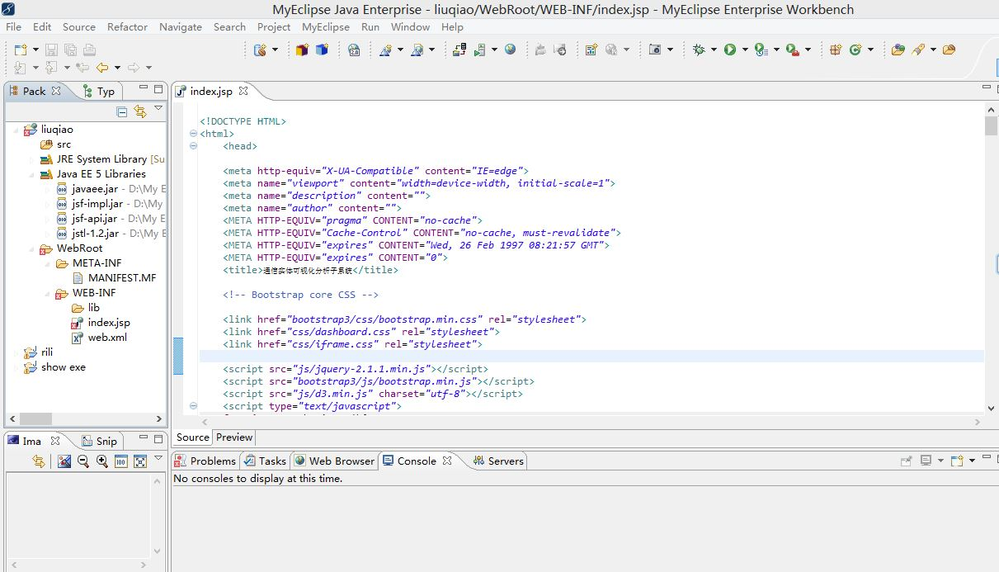 MyEclipse Java Enterprise - liuqiao/WebRoot/WEB-INF/index.jsp - MyEclipse Enterprise Workbench
File Edit Source Refactor Navigate Search Project MyEclipse Run Window Help
Pack Typ
liuqiao
src
JRE System Library [Su
Java EE 5 Libraries
javaee.jar - D:\My E
jsf-impl.jar - D:\My
jsf-api.jar - D:\My E
jstl-1.2.jar - D:\My E
WebRoot
META-INF
MANIFEST.MF
WEB-INF
lib
index.jsp
web.xml
rili
show exe
index.jsp
<!DOCTYPE HTML>
<html>
<head>
<meta http-equiv="X-UA-Compatible" content="IE=edge">
<meta name="viewport" content="width=device-width, initial-scale=1">
<meta name="description" content="">
<meta name="author" content="">
<META HTTP-EQUIV="pragma" CONTENT="no-cache">
<META HTTP-EQUIV="Cache-Control" CONTENT="no-cache, must-revalidate">
<META HTTP-EQUIV="expires" CONTENT="Wed, 26 Feb 1997 08:21:57 GMT">
<META HTTP-EQUIV="expires" CONTENT="0">
<title>通信实体可视化分析子系统</title>
<!-- Bootstrap core CSS -->
<link href="bootstrap3/css/bootstrap.min.css" rel="stylesheet">
<link href="css/dashboard.css" rel="stylesheet">
<link href="css/iframe.css" rel="stylesheet">
<script src="js/jquery-2.1.1.min.js"></script>
<script src="bootstrap3/js/bootstrap.min.js"></script>
<script src="js/d3.min.js" charset="utf-8"></script>
<script type="text/javascript">
Source Preview
Ima Snip
Problems Tasks Web Browser Console Servers
No consoles to display at this time.